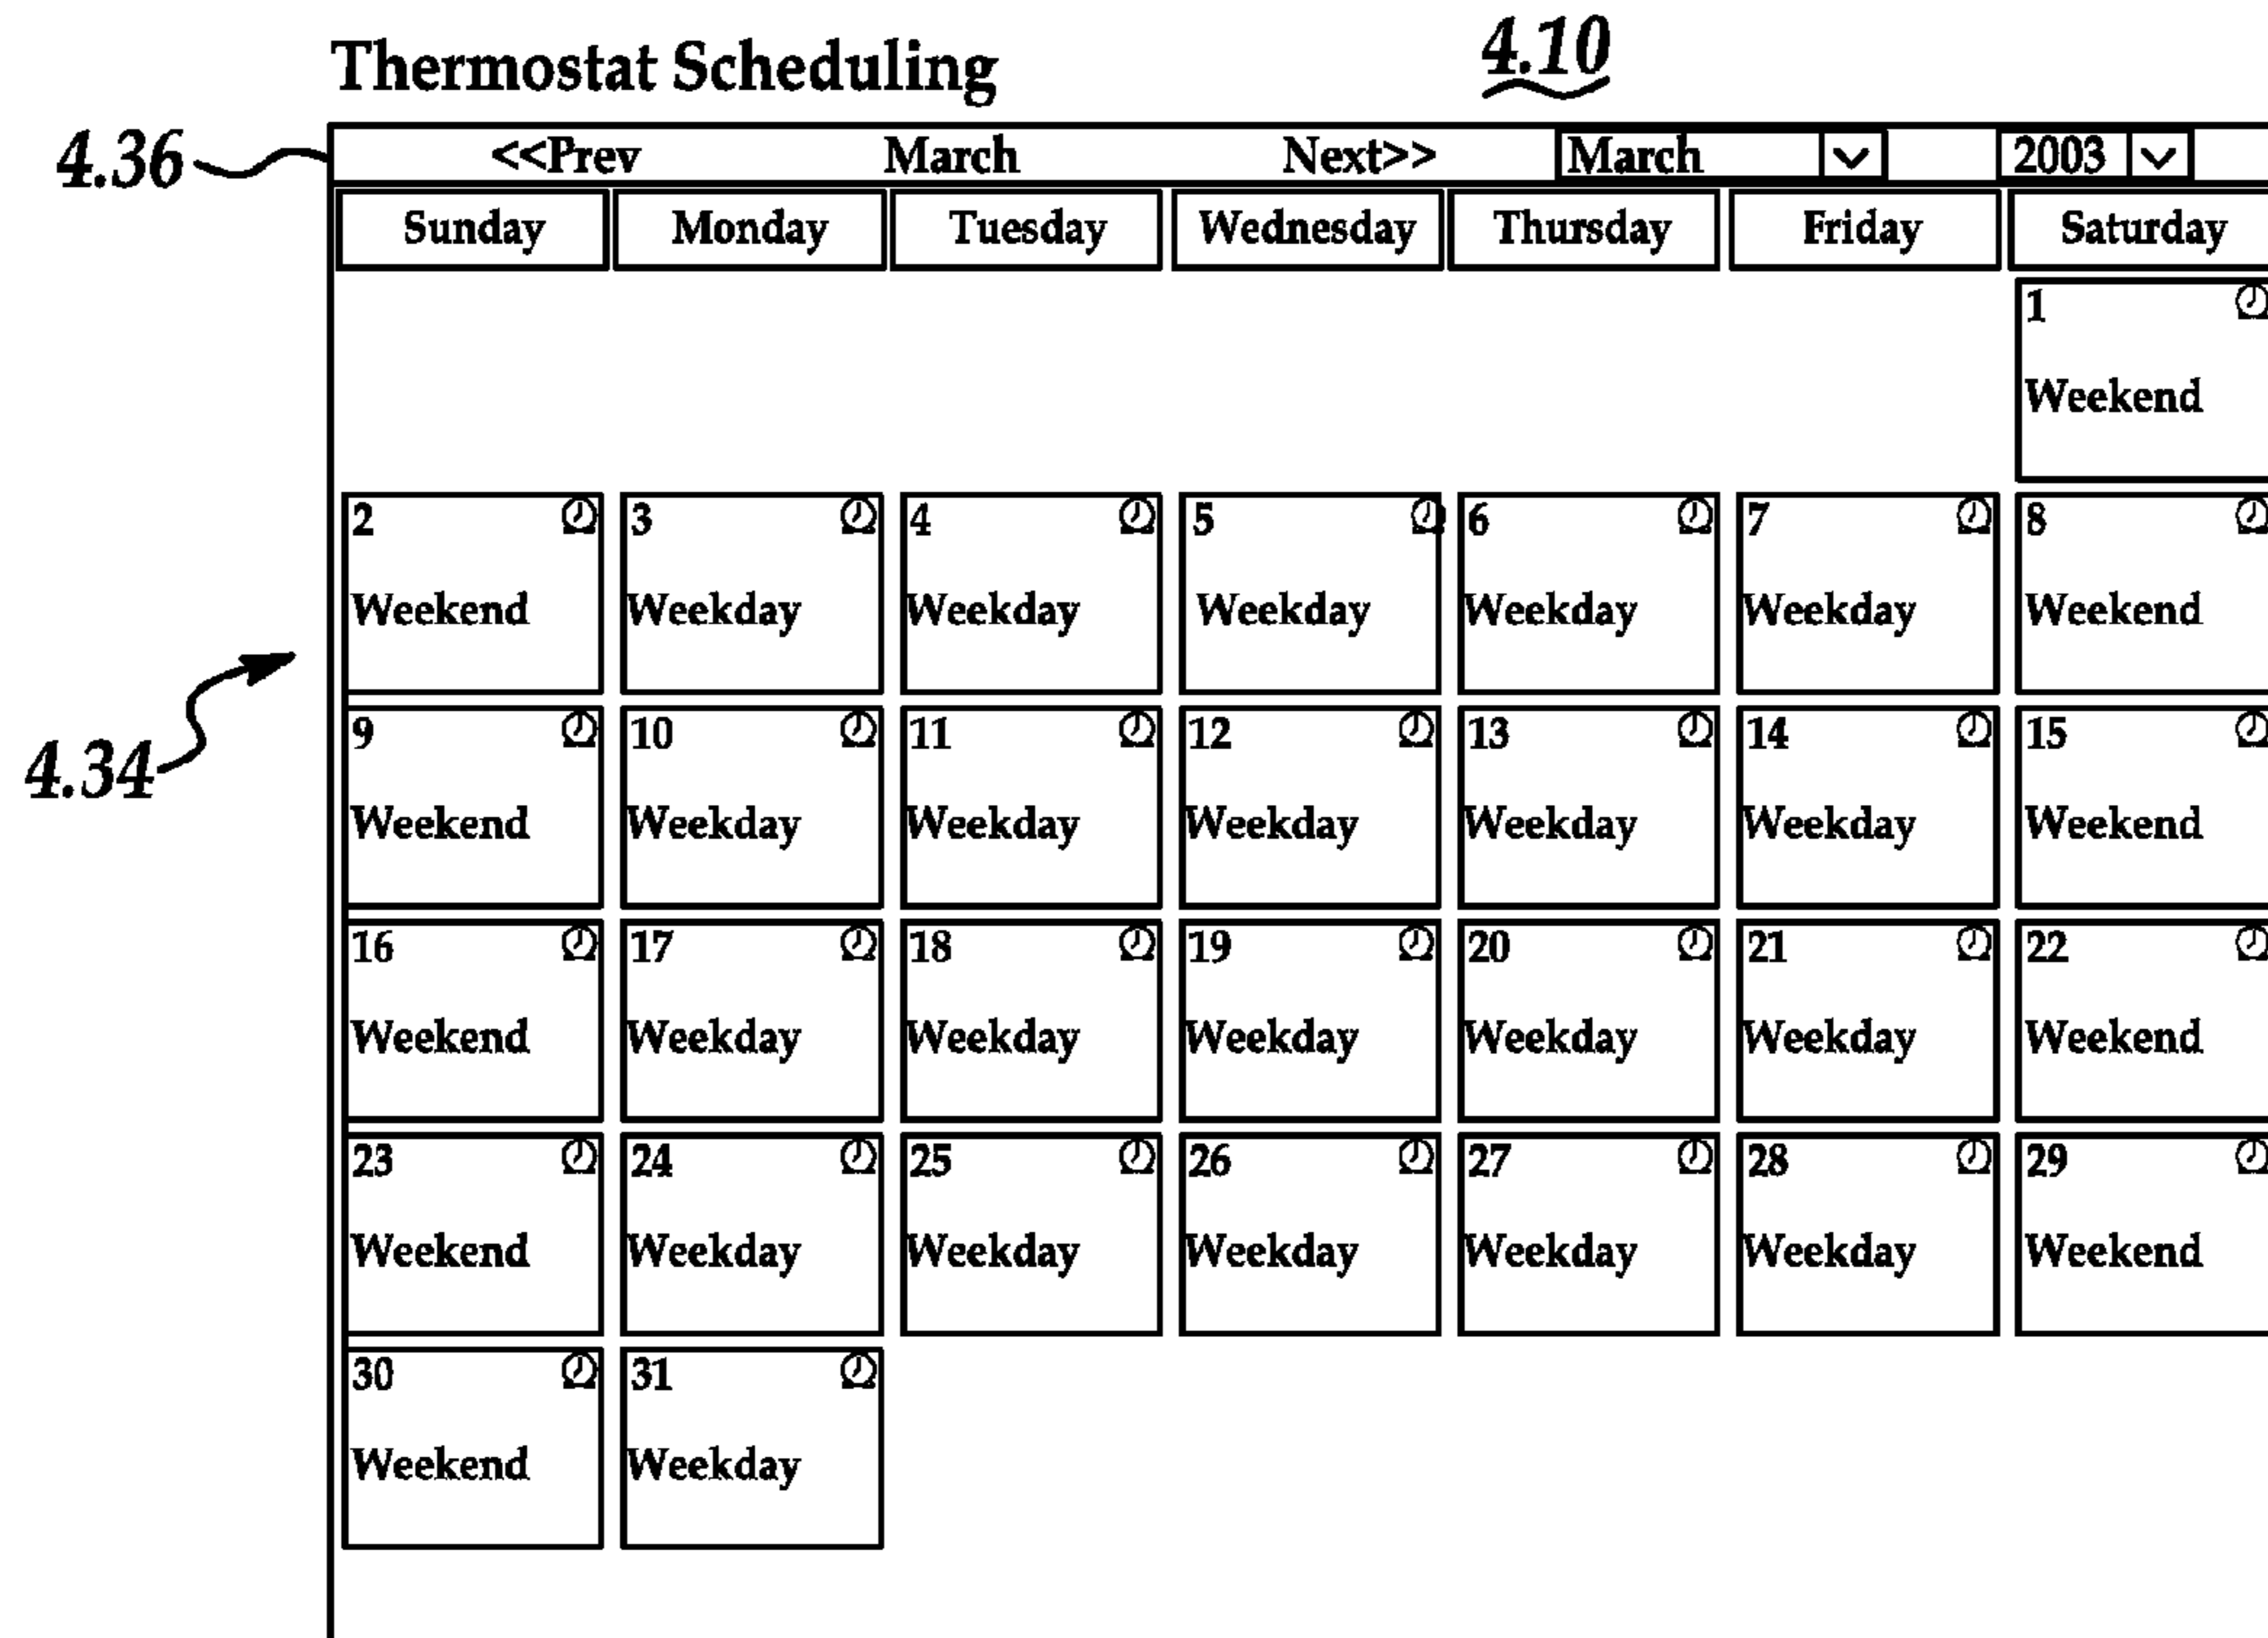 Thermostat Scheduling 4.10
4.36 <<Prev March Next>> March 2003
Sunday Monday Tuesday Wednesday Thursday Friday Saturday
1
Weekend
2 3 4 5 6 7 8
Weekend Weekday Weekday Weekday Weekday Weekday Weekend
4.34
9 10 11 12 13 14 15
Weekend Weekday Weekday Weekday Weekday Weekday Weekend
16 17 18 19 20 21 22
Weekend Weekday Weekday Weekday Weekday Weekday Weekend
23 24 25 26 27 28 29
Weekend Weekday Weekday Weekday Weekday Weekday Weekend
30 31
Weekend Weekday